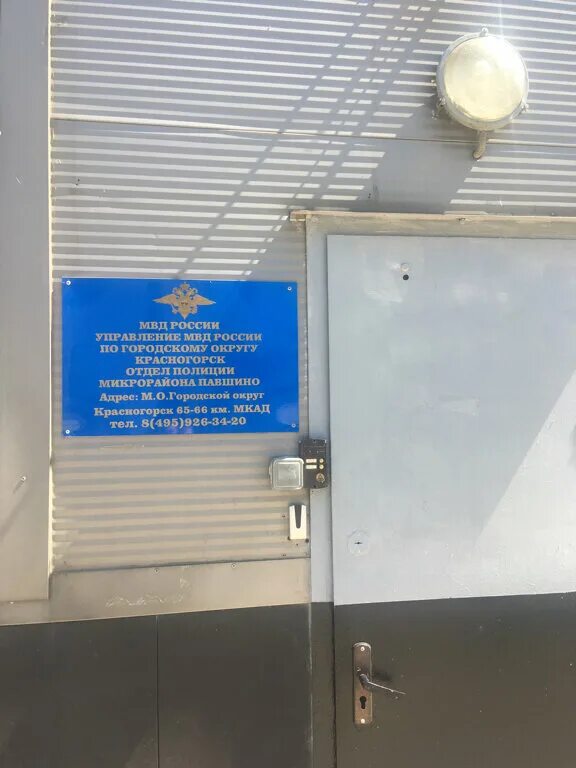 МВД РОССИИ
УПРАВЛЕНИЕ МВД РОССИИ
ПО ГОРОДСКОМУ ОКРУГУ
КРАСНОГОРСК
ОТДЕЛ ПОЛИЦИИ
МИКРОРАЙОНА ПАВШИНО
Адрес: М.О.Городской округ
Красногорск 65-66 км. МКАД
тел. 8(495)926-34-20